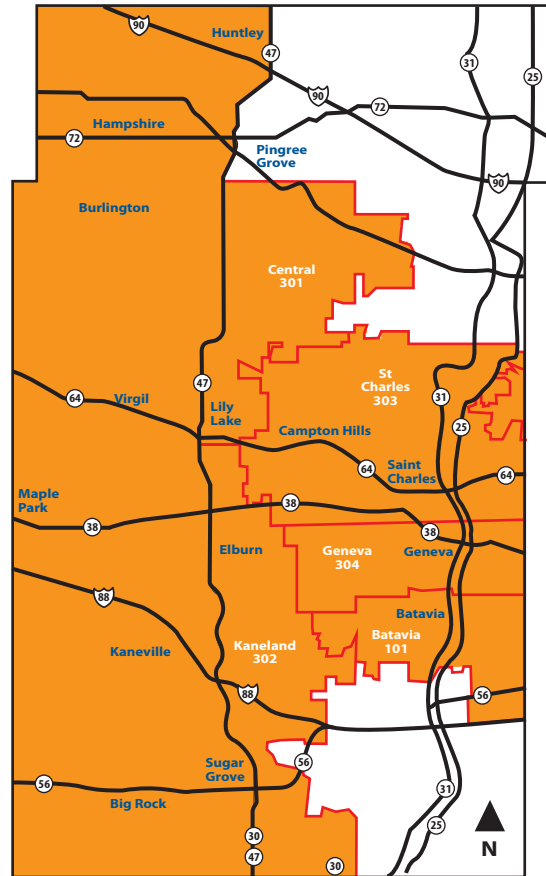 90
Huntley
47
31
25
90
72
Hampshire
72
Pingree
Grove
90
Burlington
Central
301
St
Charles
303
47
31
64
Virgil
Lily
Lake
25
Campton Hills
64
Saint
Charles
64
Maple
Park
38
38
38
Elburn
Geneva
304
Geneva
88
Batavia
Kaneville
Kaneland
302
Batavia
101
88
56
Sugar
Grove
56
56
31
Big Rock
25
30
47
30
N